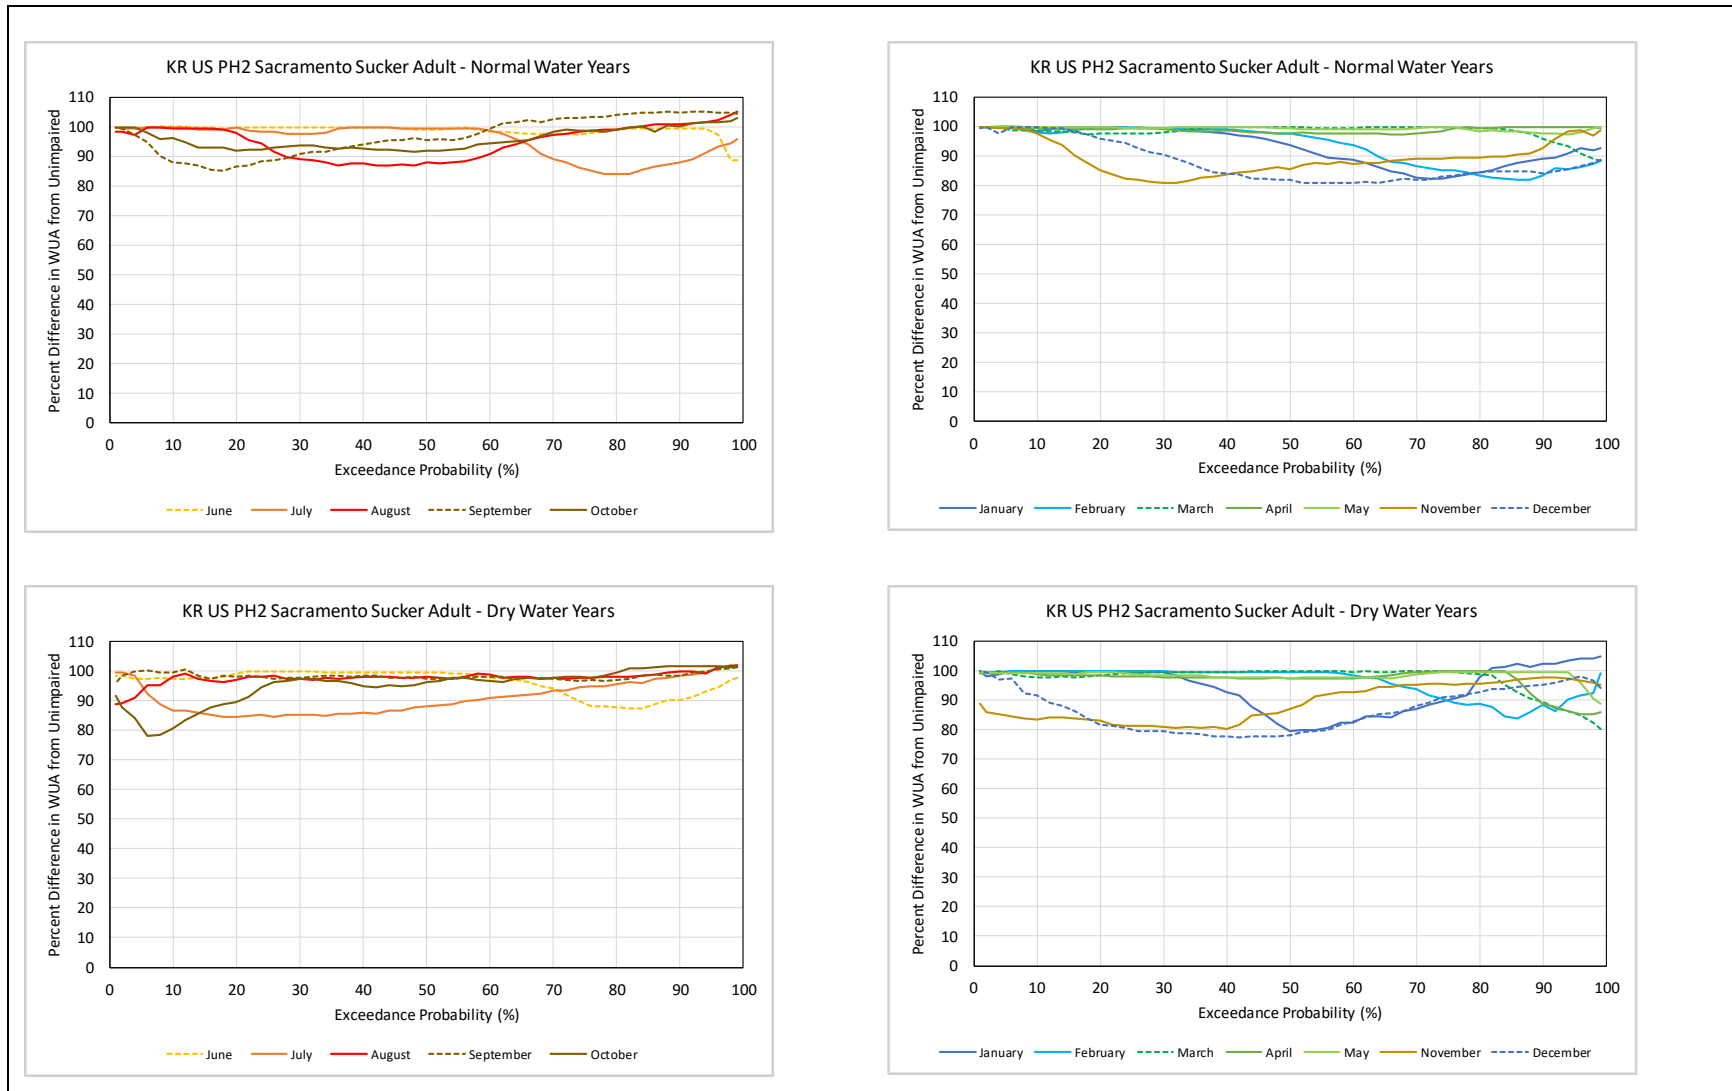 KR US PH2 Sacramento Sucker Adult - Normal Water Years
Percent Difference in WUA from Unimpaired
110
100
90
80
70
60
50
40
30
20
10
0
0 10 20 30 40 50 60 70 80 90 100
Exceedance Probability (%)
June July August September October
KR US PH2 Sacramento Sucker Adult - Normal Water Years
Percent Difference in WUA from Unimpaired
110
100
90
80
70
60
50
40
30
20
10
0
0 10 20 30 40 50 60 70 80 90 100
Exceedance Probability (%)
January February March April May November December
KR US PH2 Sacramento Sucker Adult - Dry Water Years
Percent Difference in WUA from Unimpaired
110
100
90
80
70
60
50
40
30
20
10
0
0 10 20 30 40 50 60 70 80 90 100
Exceedance Probability (%)
June July August September October
KR US PH2 Sacramento Sucker Adult - Dry Water Years
Percent Difference in WUA from Unimpaired
110
100
90
80
70
60
50
40
30
20
10
0
0 10 20 30 40 50 60 70 80 90 100
Exceedance Probability (%)
January February March April May November December